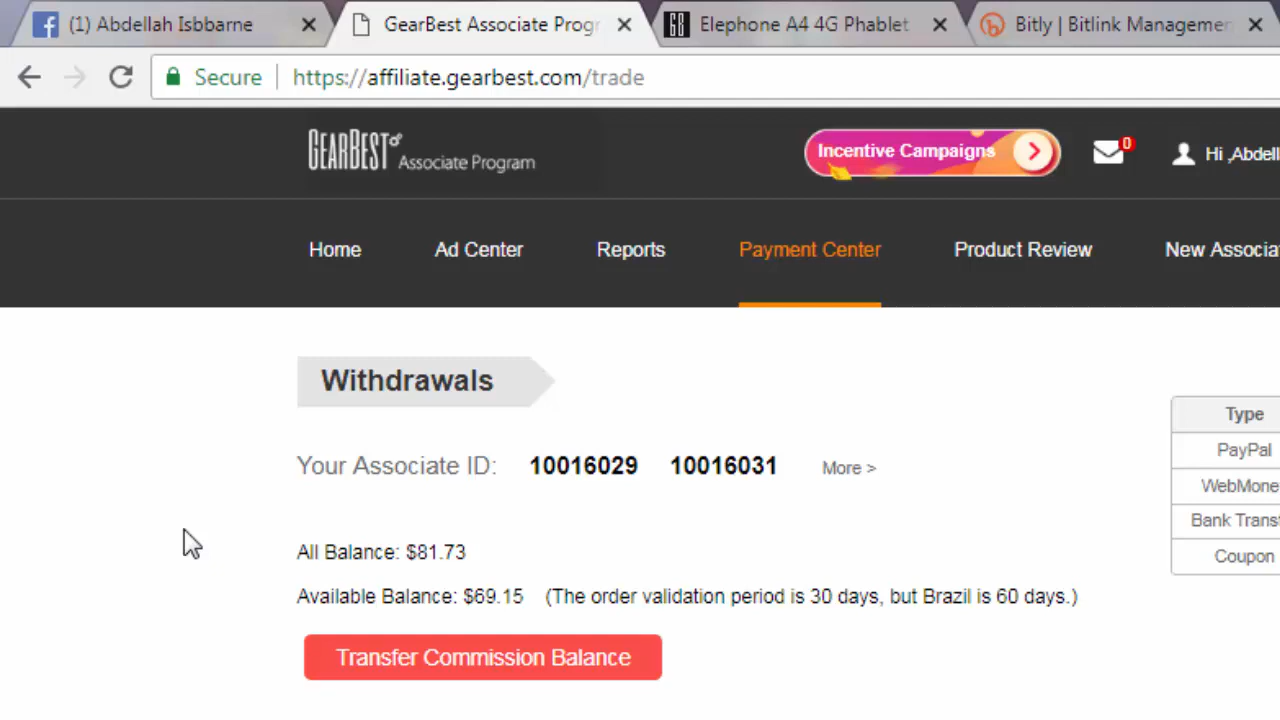 (1) Abdellah Isbbarne
GearBest Associate Progr
GB
Elephone A4 4G Phablet
Bitly | Bitlink Managemen
Secure
https://affiliate.gearbest.com/trade
GEARBEST Associate Program
Incentive Campaigns
0
Hi ,Abdell
Home
Ad Center
Reports
Payment Center
Product Review
New Associa
Withdrawals
Type
PayPal
WebMone
Bank Transf
Coupon
Your Associate ID: 10016029 10016031 More >
All Balance: $81.73
Available Balance: $69.15 (The order validation period is 30 days, but Brazil is 60 days.)
Transfer Commission Balance